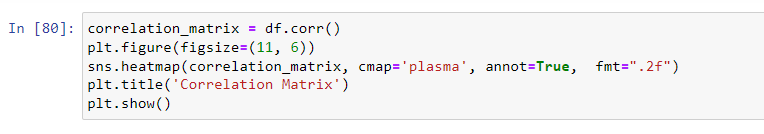 In [80]: correlation_matrix = df.corr()
plt.figure(figsize=(11, 6))
sns.heatmap(correlation_matrix, cmap='plasma', annot=True,  fmt=".2f")
plt.title('Correlation Matrix')
plt.show()